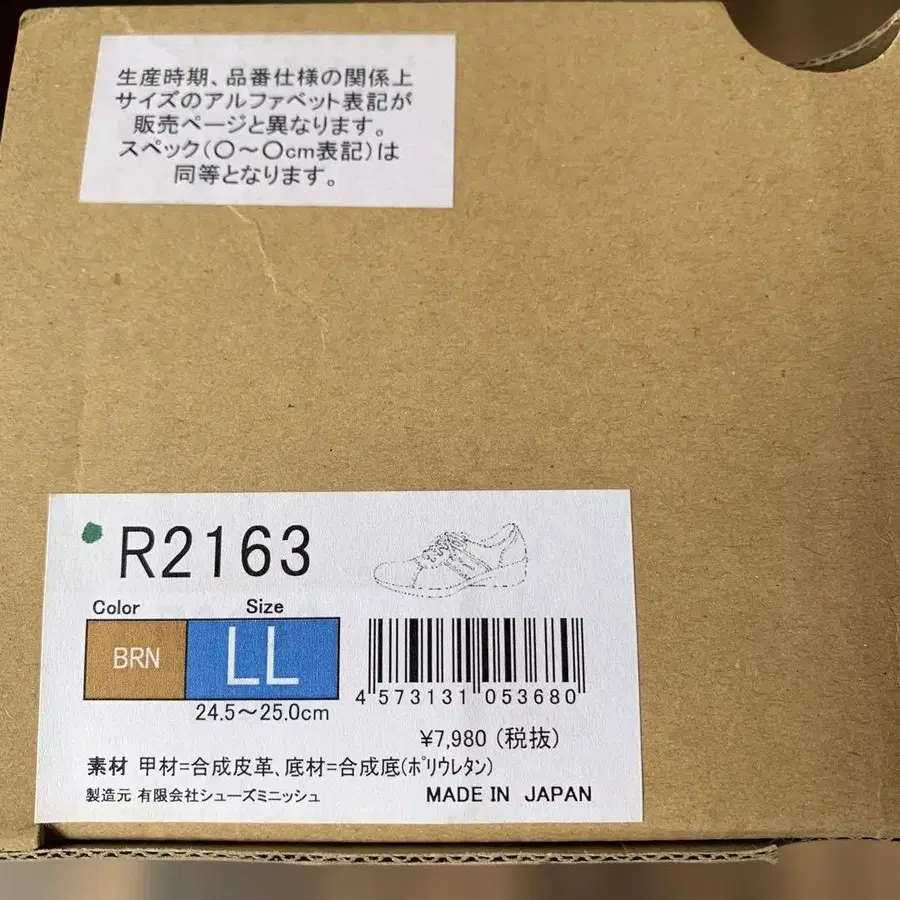 生産時期、品番仕様の関係上
サイズのアルファベット表記が
販売ページと異なります。
スペック(〇～〇cm表記)は
同等となります。
R2163
Color Size
BRN LL
24.5～25.0cm
4 573131 053680
¥7,980 (税抜)
素材 甲材=合成皮革、底材=合成底(ﾎﾟﾘｳﾚﾀﾝ)
製造元 有限会社シューズミニッシュ MADE IN JAPAN